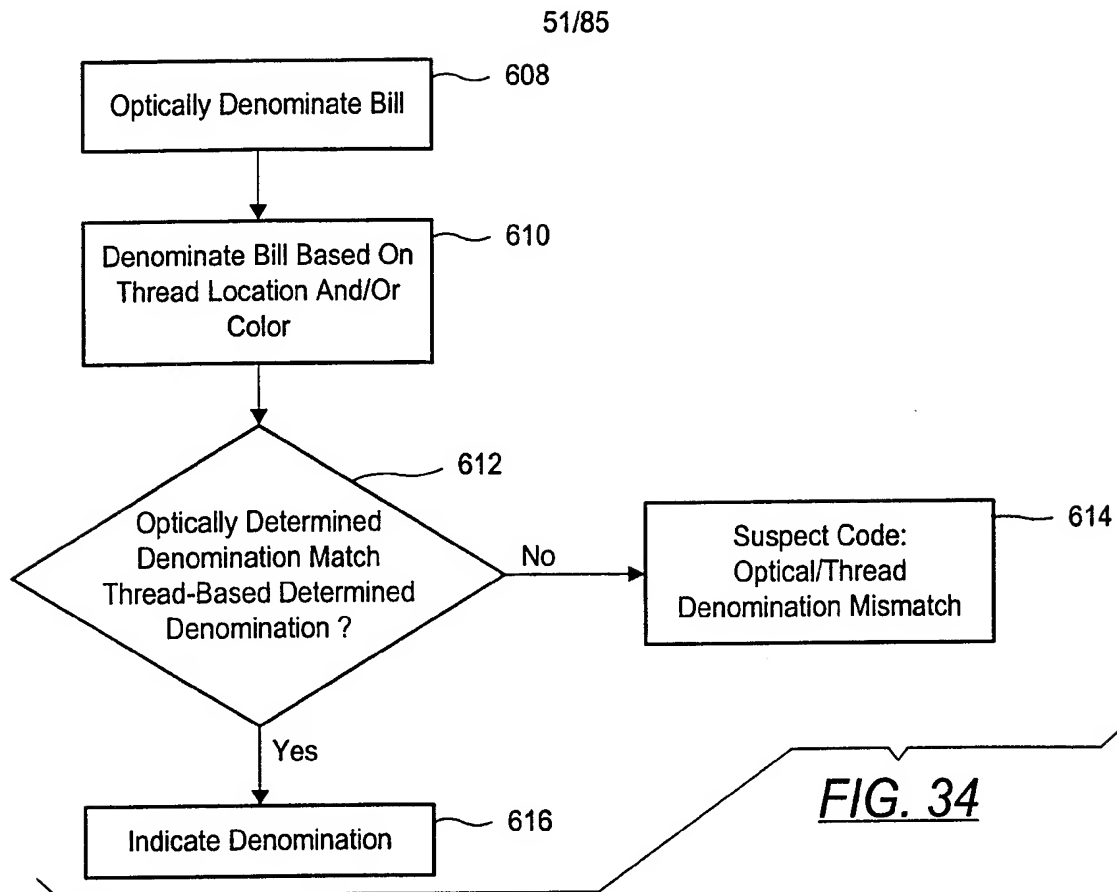 51/85
Optically Denominate Bill
608
Denominate Bill Based On
Thread Location And/Or
Color
610
Optically Determined
Denomination Match
Thread-Based Determined
Denomination ?
612
No
Suspect Code:
Optical/Thread
Denomination Mismatch
614
Yes
Indicate Denomination
616
FIG. 34